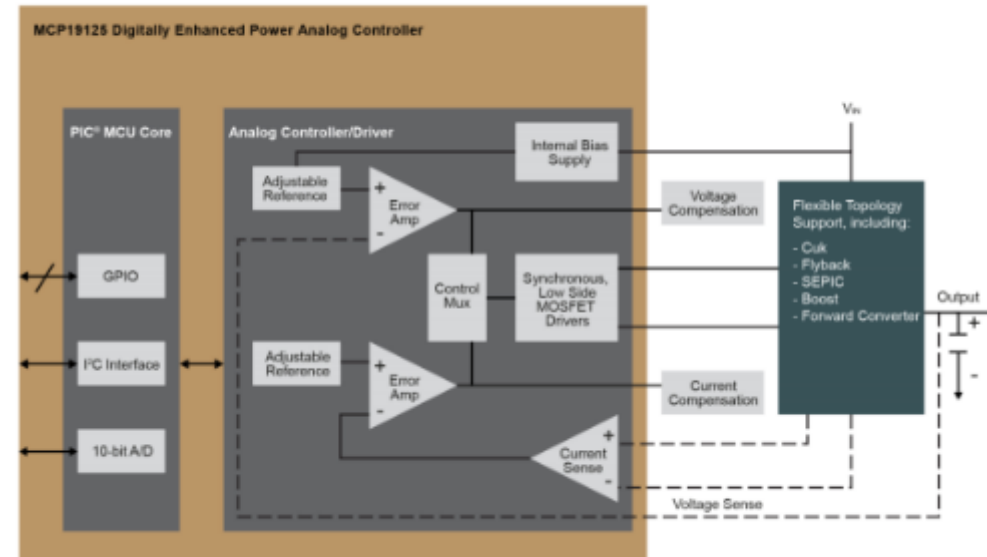 MCP19125 Digitally Enhanced Power Analog Controller
PIC® MCU Core
GPIO
I²C Interface
10-bit A/D
Analog Controller/Driver
Internal Bias
Supply
Adjustable
Reference
+
Error
Amp
-
Control
Mux
Synchronous,
Low Side
MOSFET
Drivers
Adjustable
Reference
+
Error
Amp
-
+
Current
Sense
-
Voltage
Compensation
Current
Compensation
VIN
Flexible Topology
Support, including:
- Cuk
- Flyback
- SEPIC
- Boost
- Forward Converter
Output
+
-
Voltage Sense